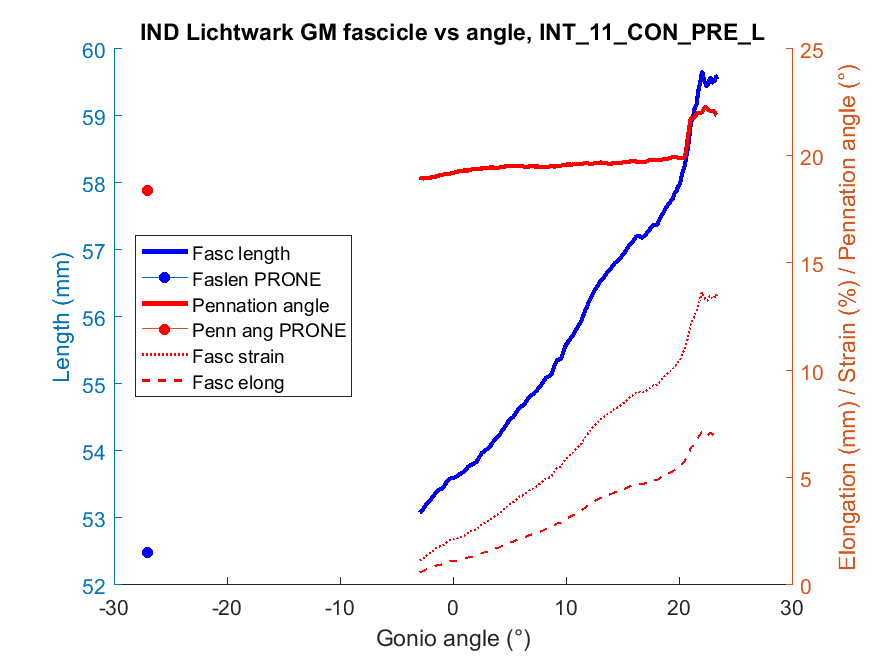 IND Lichtwark GM fascicle vs angle, INT_11_CON_PRE_L
60
59
58
57
56
55
54
53
52
Length (mm)
25
20
15
10
5
0
Elongation (mm) / Strain (%) / Pennation angle (°)
Fasc length
Faslen PRONE
Pennation angle
Penn ang PRONE
Fasc strain
Fasc elong
-30
-20
-10
0
10
20
30
Gonio angle (°)